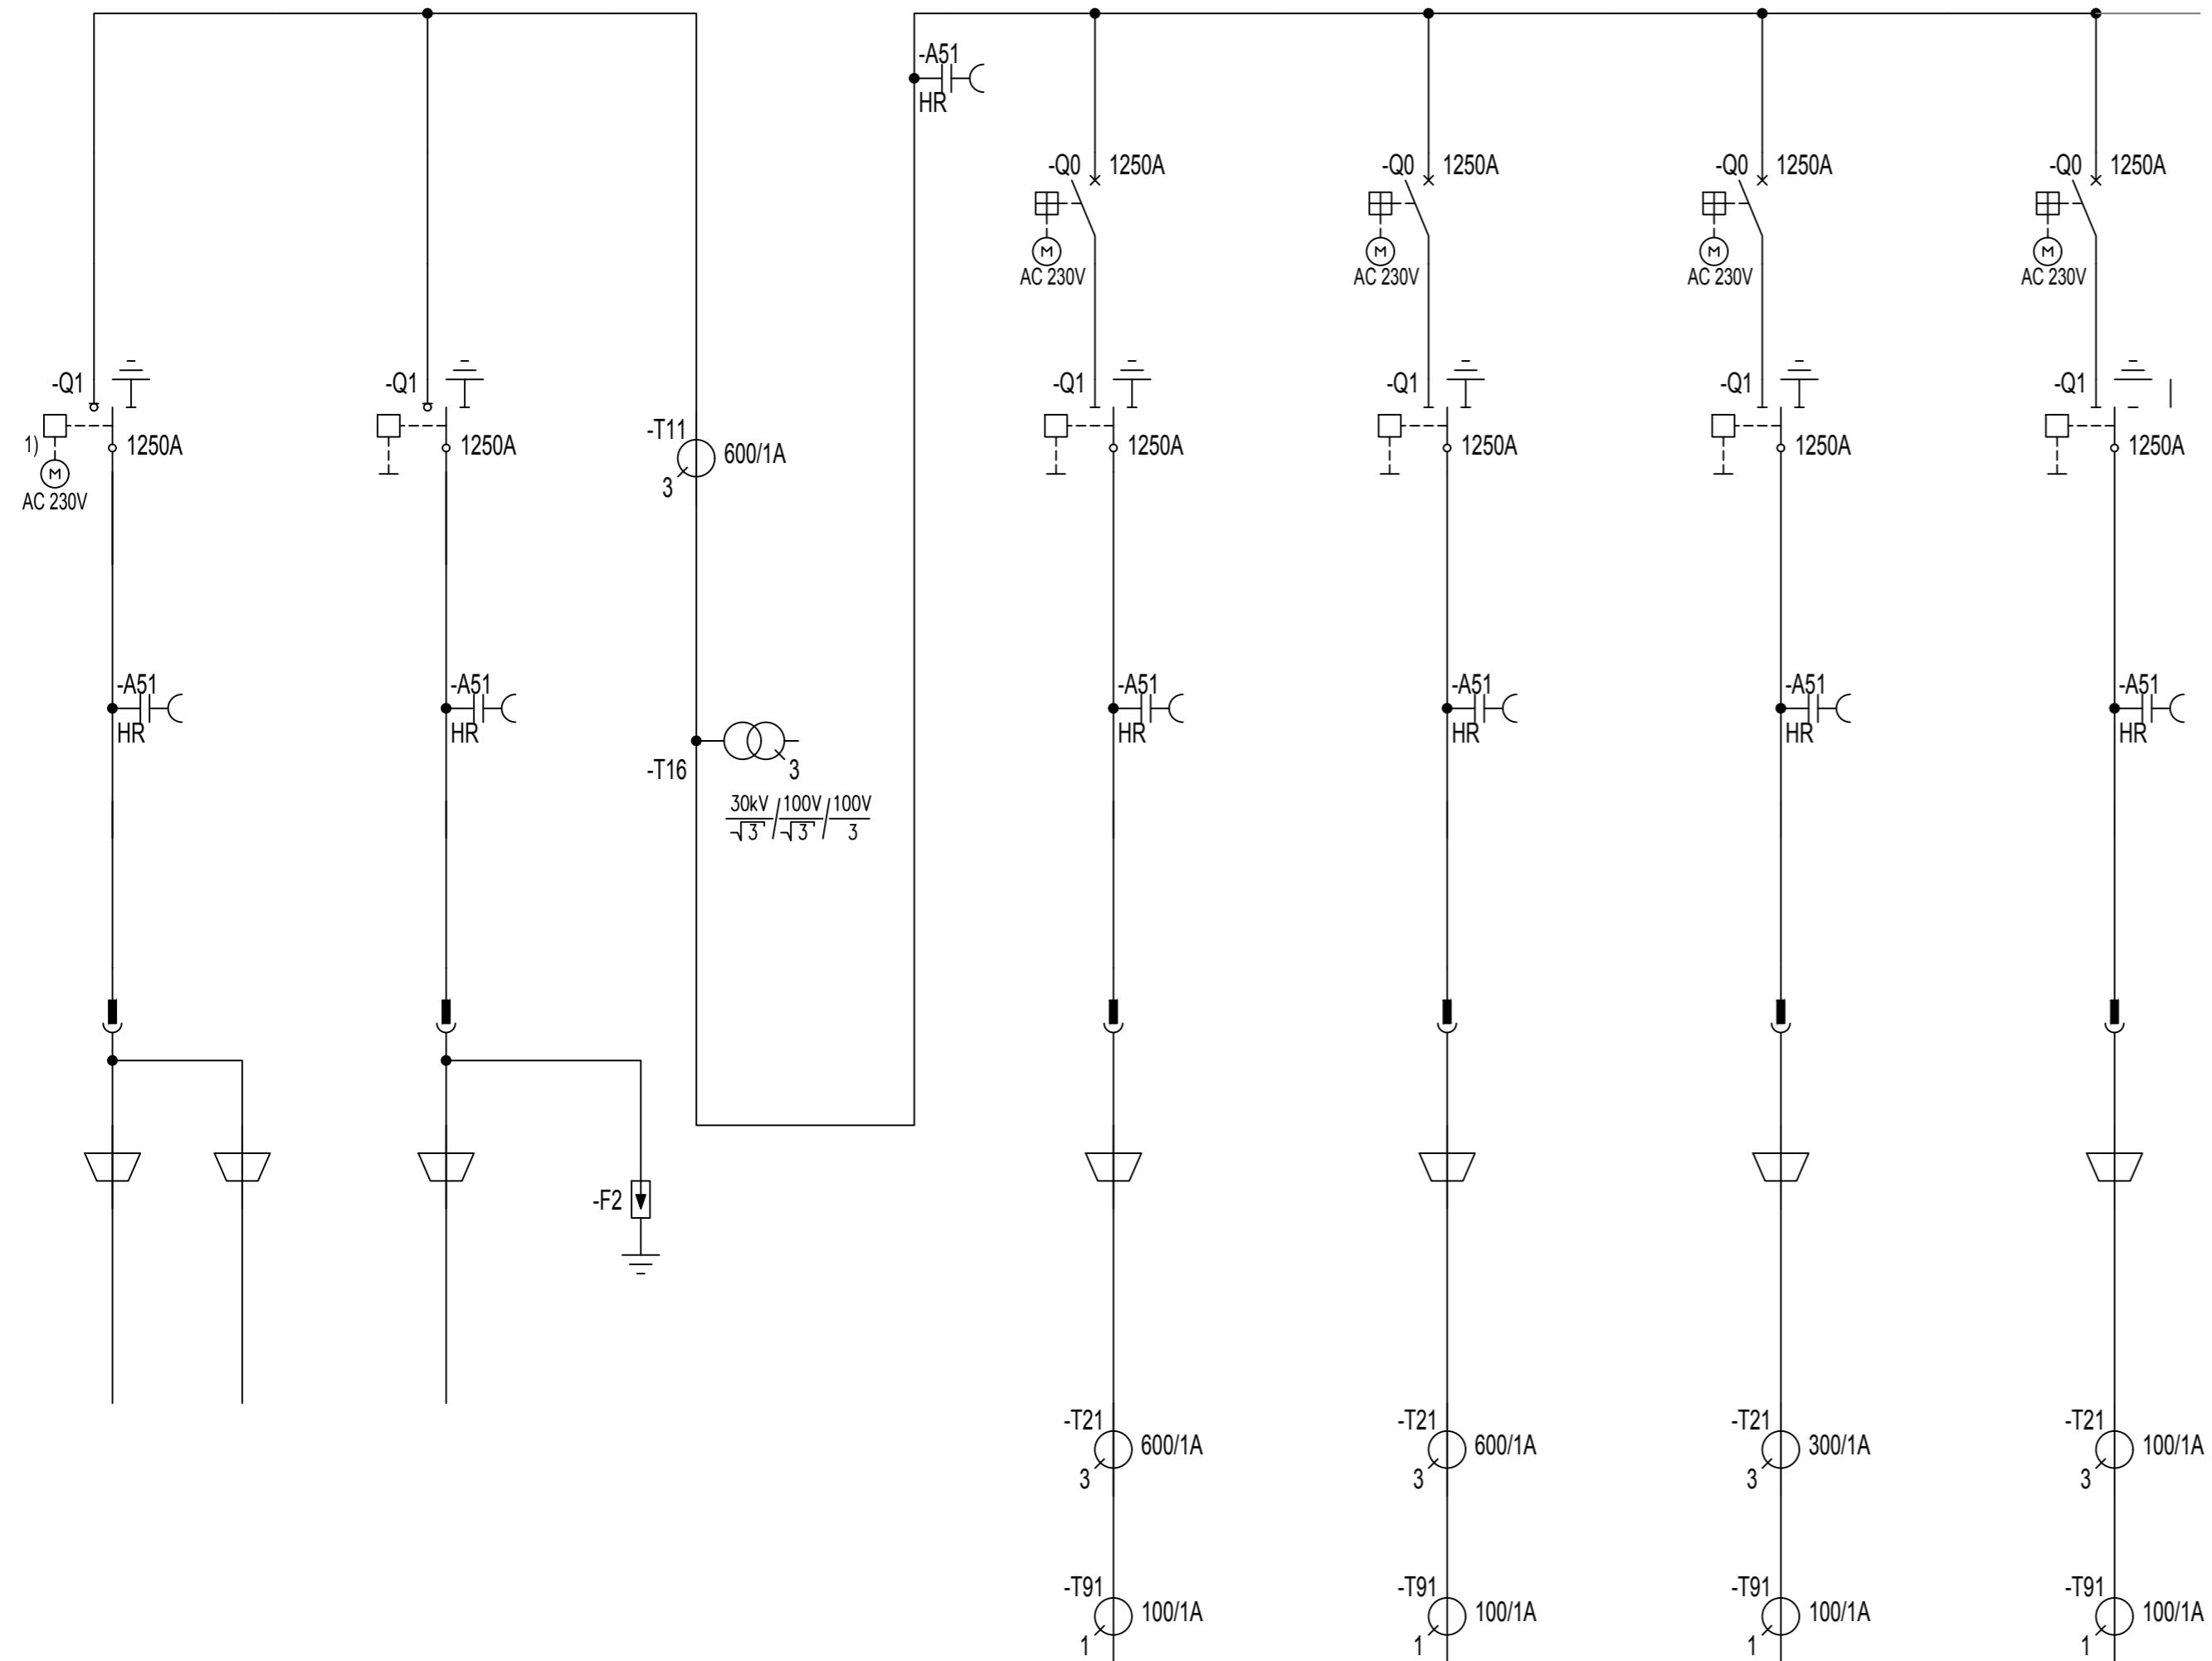 -A51
HR
-Q0 1250A
M
AC 230V
-Q0 1250A
M
AC 230V
-Q0 1250A
M
AC 230V
-Q0 1250A
M
AC 230V
-Q1
1250A
1)
M
AC 230V
-Q1
1250A
-T11
600/1A
3
-Q1
1250A
-Q1
1250A
-Q1
1250A
-Q1
1250A
-A51
HR
-A51
HR
-T16
3
30kV/√3 / 100V/√3 / 100V/3
-A51
HR
-A51
HR
-A51
HR
-A51
HR
-F2
-T21
600/1A
3
-T21
600/1A
3
-T21
300/1A
3
-T21
100/1A
3
-T91
100/1A
1
-T91
100/1A
1
-T91
100/1A
1
-T91
100/1A
1